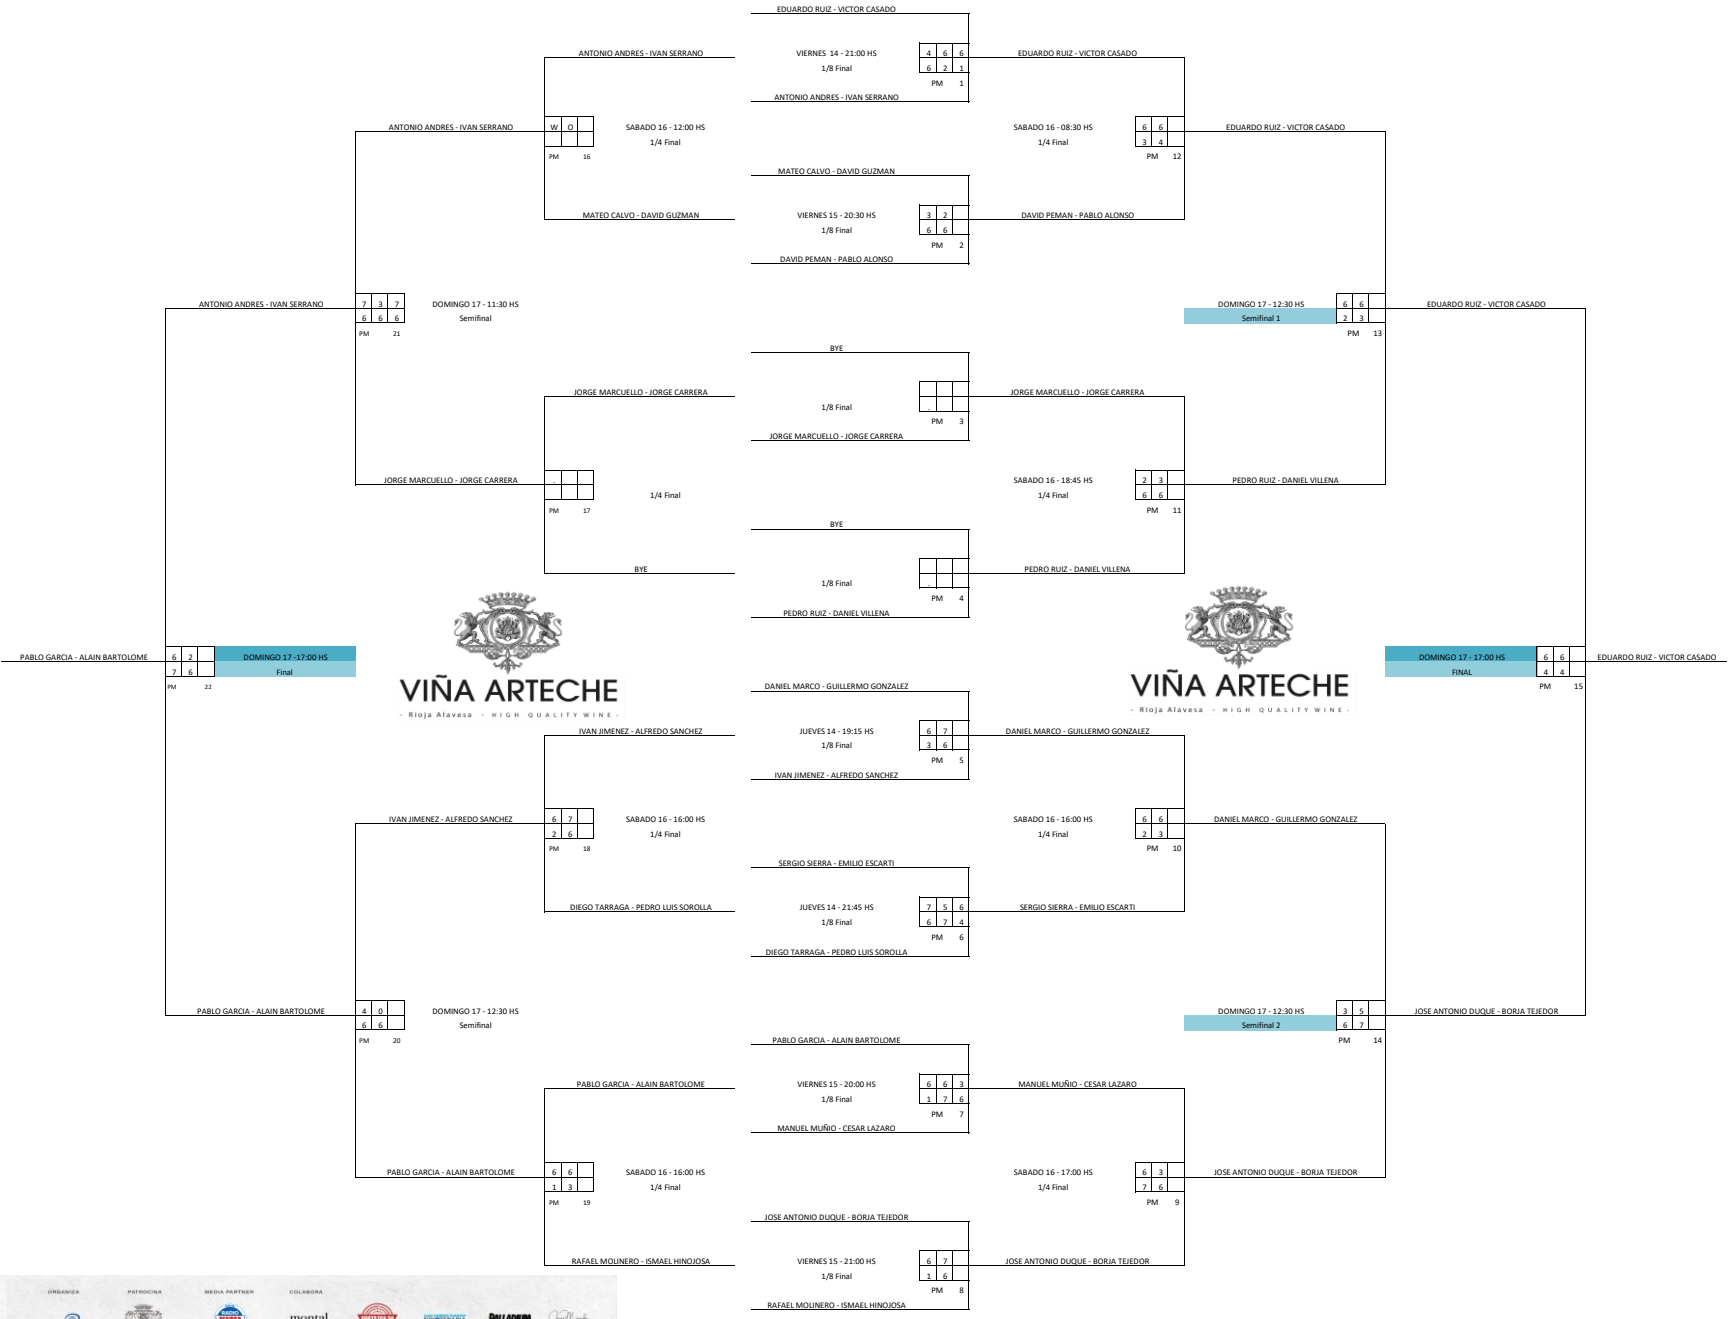 EDUARDO RUIZ - VICTOR CASADO
ANTONIO ANDRES - IVAN SERRANO VIERNES 14 - 21:00 HS 4 6 6 EDUARDO RUIZ - VICTOR CASADO
1/8 Final 6 2 1
PM 1
ANTONIO ANDRES - IVAN SERRANO
ANTONIO ANDRES - IVAN SERRANO W O SABADO 16 - 12:00 HS SABADO 16 - 08:30 HS 6 6 EDUARDO RUIZ - VICTOR CASADO
1/4 Final 1/4 Final 3 4
PM 16 PM 12
MATEO CALVO - DAVID GUZMAN
MATEO CALVO - DAVID GUZMAN VIERNES 15 - 20:30 HS 3 2 DAVID PEMAN - PABLO ALONSO
1/8 Final 6 6
PM 2
DAVID PEMAN - PABLO ALONSO
ANTONIO ANDRES - IVAN SERRANO 7 3 7 DOMINGO 17 - 11:30 HS DOMINGO 17 - 12:30 HS 6 6 EDUARDO RUIZ - VICTOR CASADO
6 6 6 Semifinal Semifinal 1 2 3
PM 21 PM 13
BYE
JORGE MARCUELLO - JORGE CARRERA JORGE MARCUELLO - JORGE CARRERA
1/8 Final .
PM 3
JORGE MARCUELLO - JORGE CARRERA
JORGE MARCUELLO - JORGE CARRERA . SABADO 16 - 18:45 HS 2 3 PEDRO RUIZ - DANIEL VILLENA
1/4 Final 1/4 Final 6 6
PM 17 PM 11
BYE
BYE PEDRO RUIZ - DANIEL VILLENA
1/8 Final .
PM 4
PEDRO RUIZ - DANIEL VILLENA
PABLO GARCIA - ALAIN BARTOLOME 6 2 DOMINGO 17 -17:00 HS DOMINGO 17 - 17:00 HS 6 6 EDUARDO RUIZ - VICTOR CASADO
7 6 Final FINAL 4 4
PM 22 PM 15
VIÑA ARTECHE VIÑA ARTECHE
- Rioja Alavesa - HIGH QUALITY WINE - - Rioja Alavesa - HIGH QUALITY WINE -
DANIEL MARCO - GUILLERMO GONZALEZ
IVAN JIMENEZ - ALFREDO SANCHEZ JUEVES 14 - 19:15 HS 6 7 DANIEL MARCO - GUILLERMO GONZALEZ
1/8 Final 3 6
PM 5
IVAN JIMENEZ - ALFREDO SANCHEZ
IVAN JIMENEZ - ALFREDO SANCHEZ 6 7 SABADO 16 - 16:00 HS SABADO 16 - 16:00 HS 6 6 DANIEL MARCO - GUILLERMO GONZALEZ
2 6 1/4 Final 1/4 Final 2 3
PM 18 PM 10
SERGIO SIERRA - EMILIO ESCARTI
DIEGO TARRAGA - PEDRO LUIS SOROLLA JUEVES 14 - 21:45 HS 7 5 6 SERGIO SIERRA - EMILIO ESCARTI
1/8 Final 6 7 4
PM 6
DIEGO TARRAGA - PEDRO LUIS SOROLLA
PABLO GARCIA - ALAIN BARTOLOME 4 0 DOMINGO 17 - 12:30 HS DOMINGO 17 - 12:30 HS 3 5 JOSE ANTONIO DUQUE - BORJA TEJEDOR
6 6 Semifinal Semifinal 2 6 7
PM 20 PM 14
PABLO GARCIA - ALAIN BARTOLOME
PABLO GARCIA - ALAIN BARTOLOME VIERNES 15 - 20:00 HS 6 6 3 MANUEL MUÑIO - CESAR LAZARO
1/8 Final 1 7 6
PM 7
MANUEL MUÑIO - CESAR LAZARO
PABLO GARCIA - ALAIN BARTOLOME 6 6 SABADO 16 - 16:00 HS SABADO 16 - 17:00 HS 6 3 JOSE ANTONIO DUQUE - BORJA TEJEDOR
1 3 1/4 Final 1/4 Final 7 6
PM 19 PM 9
JOSE ANTONIO DUQUE - BORJA TEJEDOR
RAFAEL MOLINERO - ISMAEL HINOJOSA VIERNES 15 - 21:00 HS 6 7 JOSE ANTONIO DUQUE - BORJA TEJEDOR
1/8 Final 1 6
PM 8
RAFAEL MOLINERO - ISMAEL HINOJOSA
ORGANIZA PATROCINA MEDIA PARTNER COLABORA
RADIO montal PALLADIUM